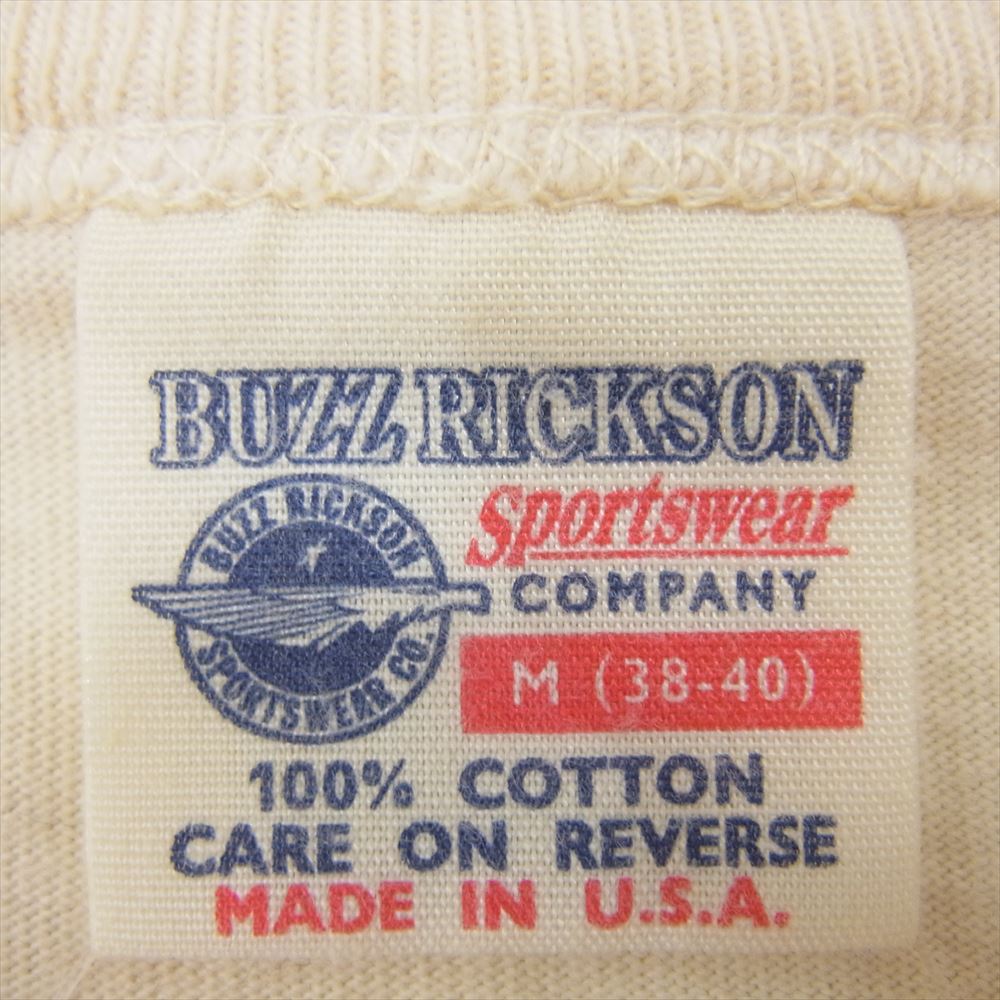 BUZZ RICKSON
BUZZ RICKSON
SPORTSWEAR CO.
Sportswear
COMPANY
M (38-40)
100% COTTON
CARE ON REVERSE
MADE IN U.S.A.